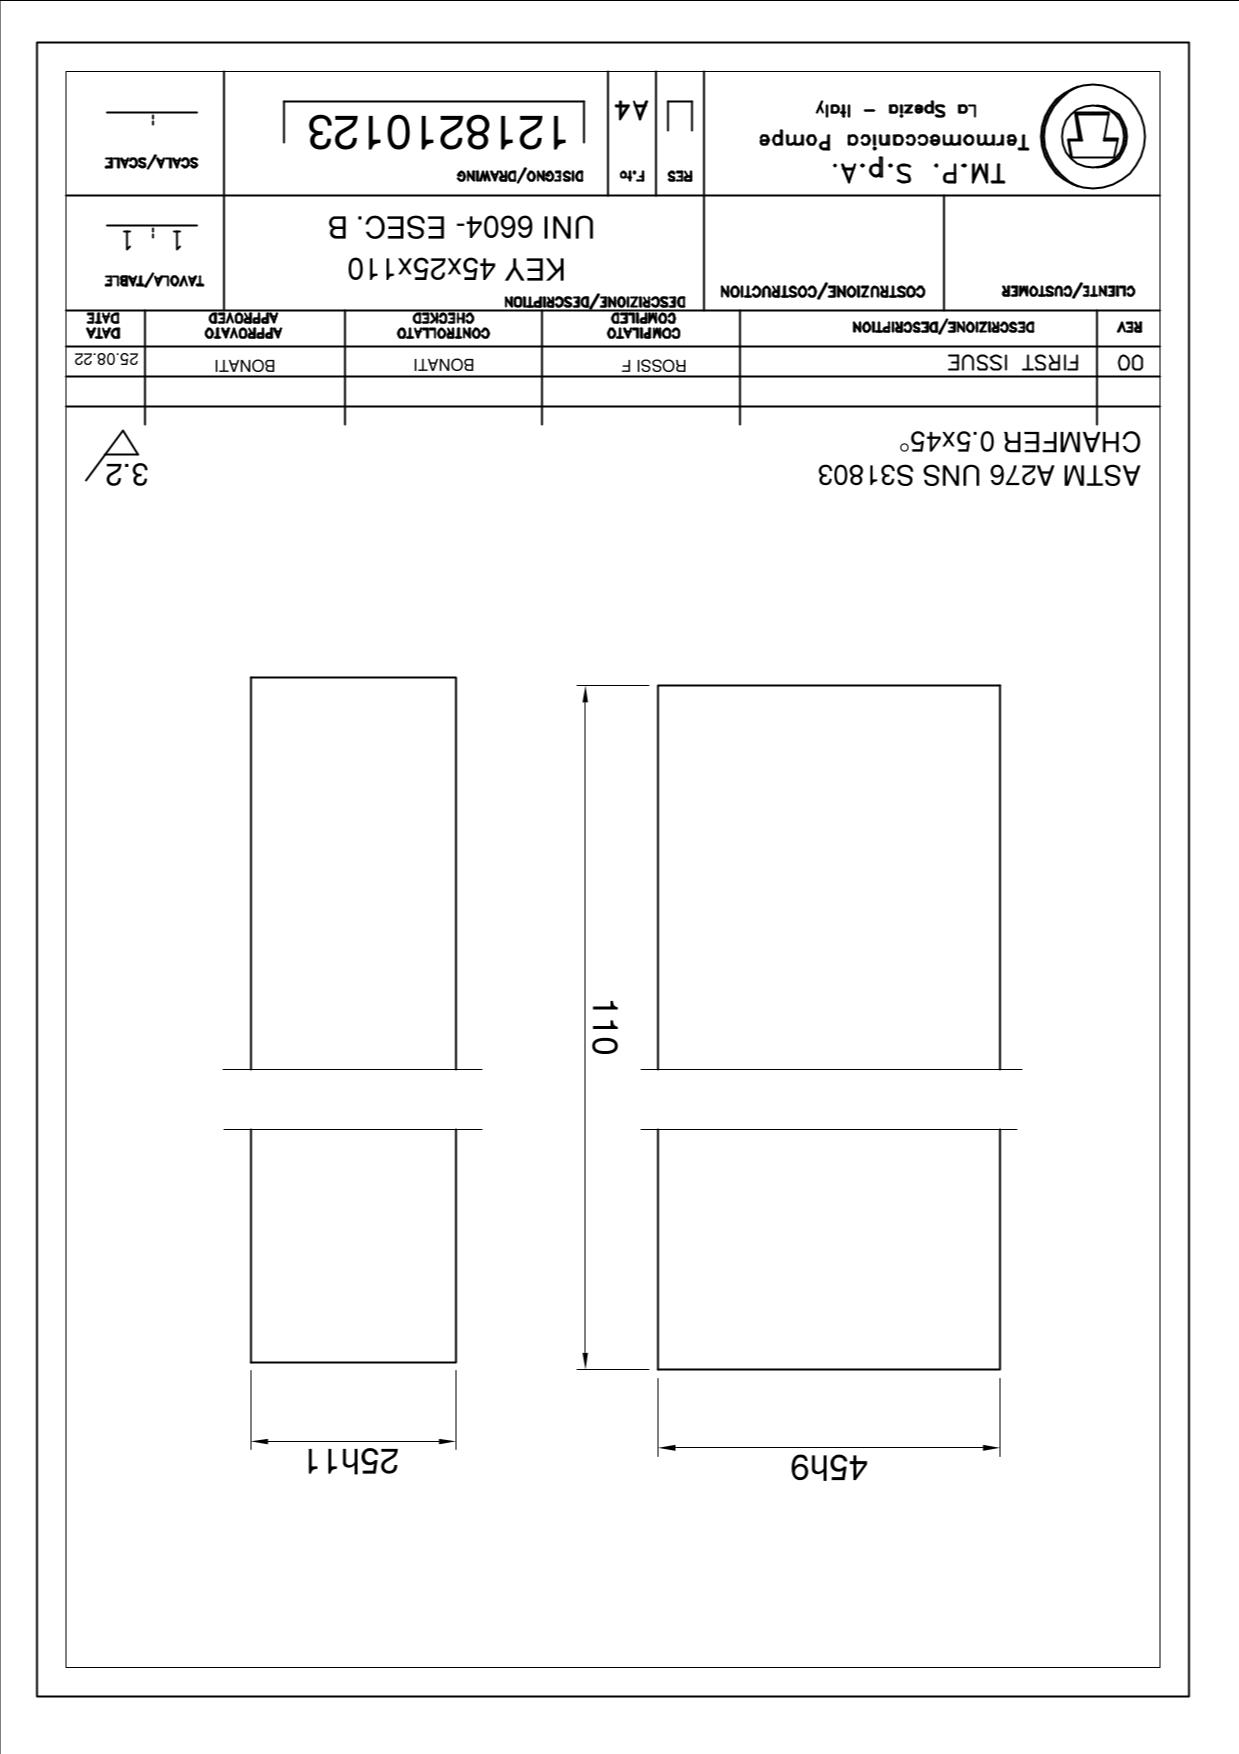 45h9
25h11
110
ASTM A276 UNS S31803
CHAMFER 0.5x45°
3.2
00
FIRST ISSUE
ROSSI F
BONATI
BONATI
25.08.22
REV
DESCRIZIONE/DESCRIPTION
COMPILATO
COMPILED
CONTROLLATO
CHECKED
APPROVATO
APPROVED
DATA
DATE
CLIENTE/CUSTOMER
COSTRUZIONE/COSTRUCTION
DESCRIZIONE/DESCRIPTION
KEY 45x25x110
UNI 6604- ESEC. B
TAVOLA/TABLE
1 : 1
TM.P. S.p.A.
Termomeccanica Pompe
La Spezia - Italy
RES
F.to
A4
DISEGNO/DRAWING
1218210123
SCALA/SCALE
: